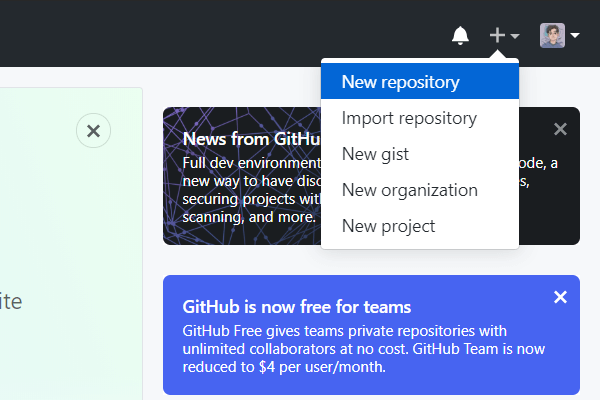 New repository
Import repository
New gist
New organization
New project
News from GitHu
Full dev environment ode, a
new way to have disc s,
securing projects wit
scanning, and more.
ite
GitHub is now free for teams
GitHub Free gives teams private repositories with
unlimited collaborators at no cost. GitHub Team is now
reduced to $4 per user/month.